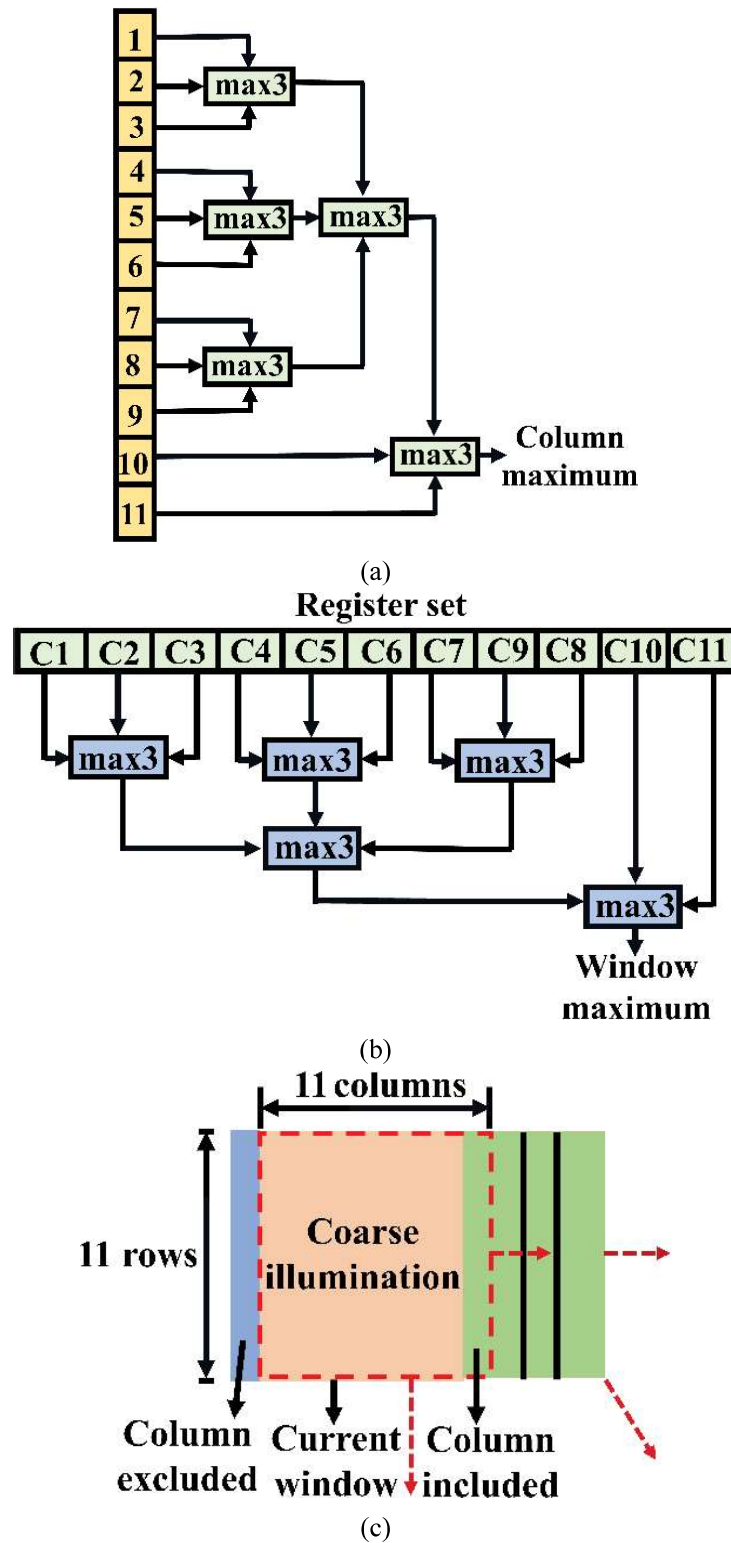 1
2
max3
3
4
5
max3
max3
6
7
8
max3
9
10
max3
Column
maximum
11
(a)
Register set
C1 C2 C3 C4 C5 C6 C7 C9 C8 C10 C11
max3
max3
max3
max3
max3
Window
maximum
(b)
11 columns
11 rows
Coarse
illumination
Column
excluded
Current
window
Column
included
(c)